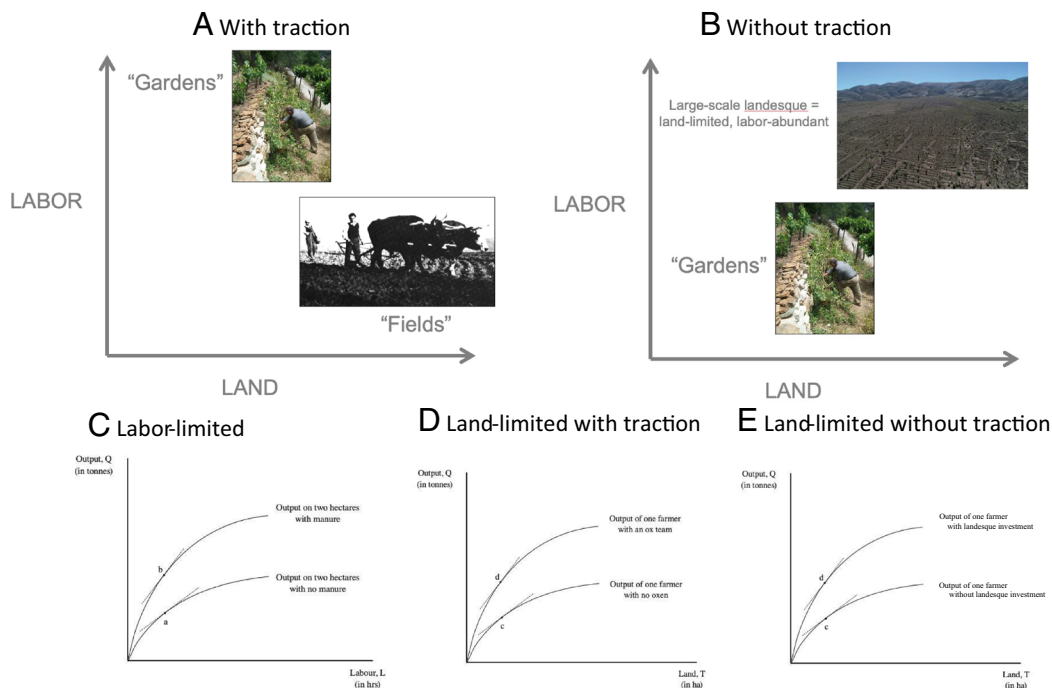 A With traction
"Gardens"
LABOR
"Fields"
LAND
B Without traction
Large-scale landesque =
land-limited, labor-abundant
LABOR
"Gardens"
LAND
C Labor-limited
Output, Q
(in tonnes)
Output on two hectares
with manure
b
Output on two hectares
with no manure
a
Labour, L
(in hrs)
D Land-limited with traction
Output, Q
(in tonnes)
Output of one farmer
with an ox team
d
Output of one farmer
with no oxen
c
Land, T
(in ha)
E Land-limited without traction
Output, Q
(in tonnes)
Output of one farmer
with landesque investment
d
Output of one farmer
without landesque investment
c
Land, T
(in ha)